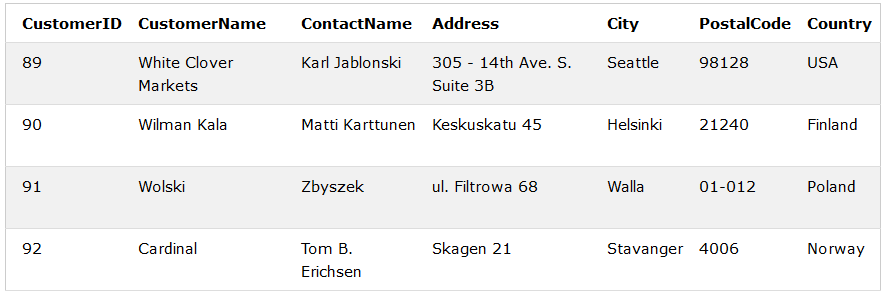 CustomerID CustomerName ContactName Address City PostalCode Country
89 White Clover Karl Jablonski 305 - 14th Ave. S. Seattle 98128 USA
Markets Suite 3B
90 Wilman Kala Matti Karttunen Keskuskatu 45 Helsinki 21240 Finland
91 Wolski Zbyszek ul. Filtrowa 68 Walla 01-012 Poland
92 Cardinal Tom B. Skagen 21 Stavanger 4006 Norway
Erichsen